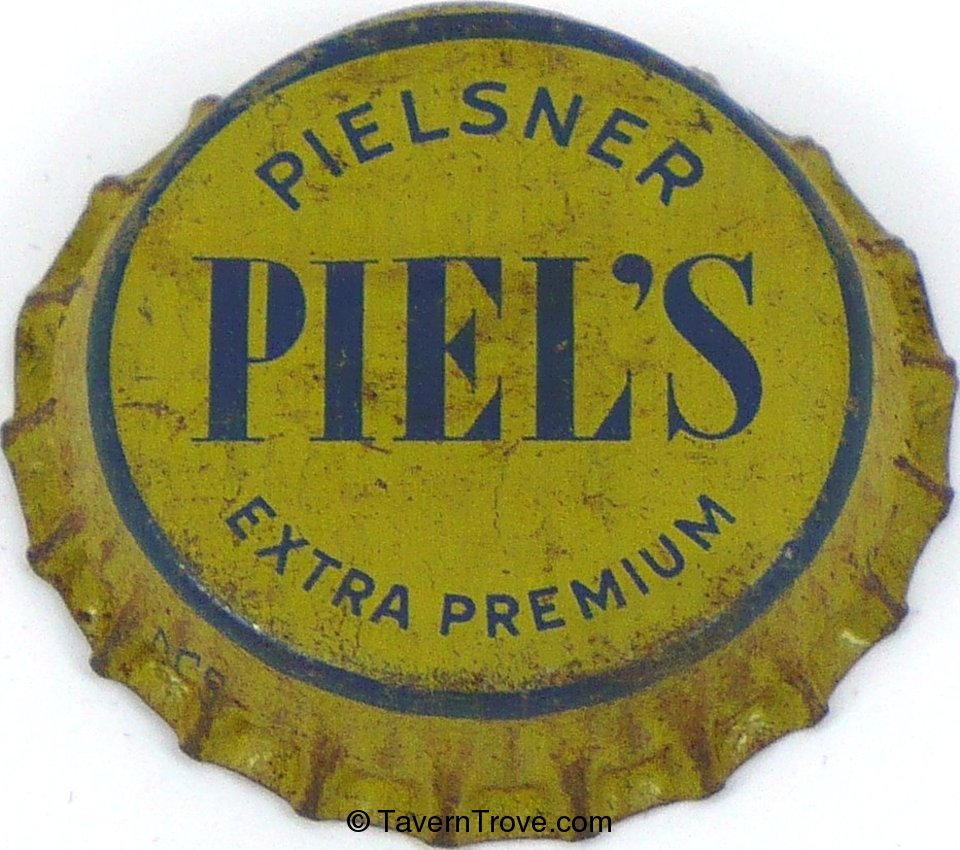 PIELSNER
PIEL'S
EXTRA PREMIUM
© TavernTrove.com